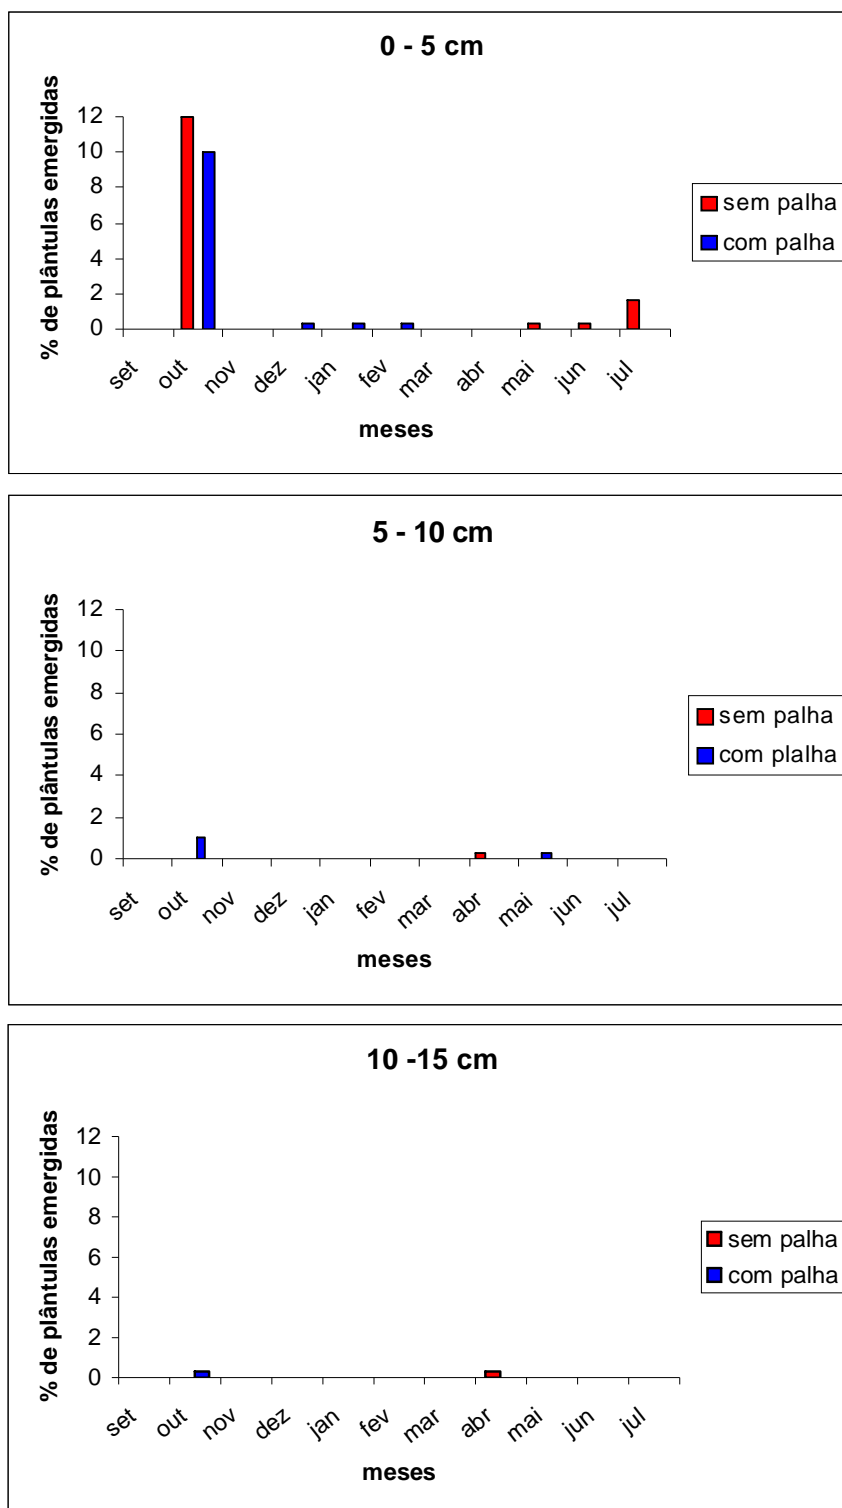 0 - 5 cm
% de plântulas emergidas
12
10
8
6
4
2
0
set out nov dez jan fev mar abr mai jun jul
meses
sem palha
com palha
5 - 10 cm
% de plântulas emergidas
12
10
8
6
4
2
0
set out nov dez jan fev mar abr mai jun jul
meses
sem palha
com plalha
10 -15 cm
% de plântulas emergidas
12
10
8
6
4
2
0
set out nov dez jan fev mar abr mai jun jul
meses
sem palha
com palha